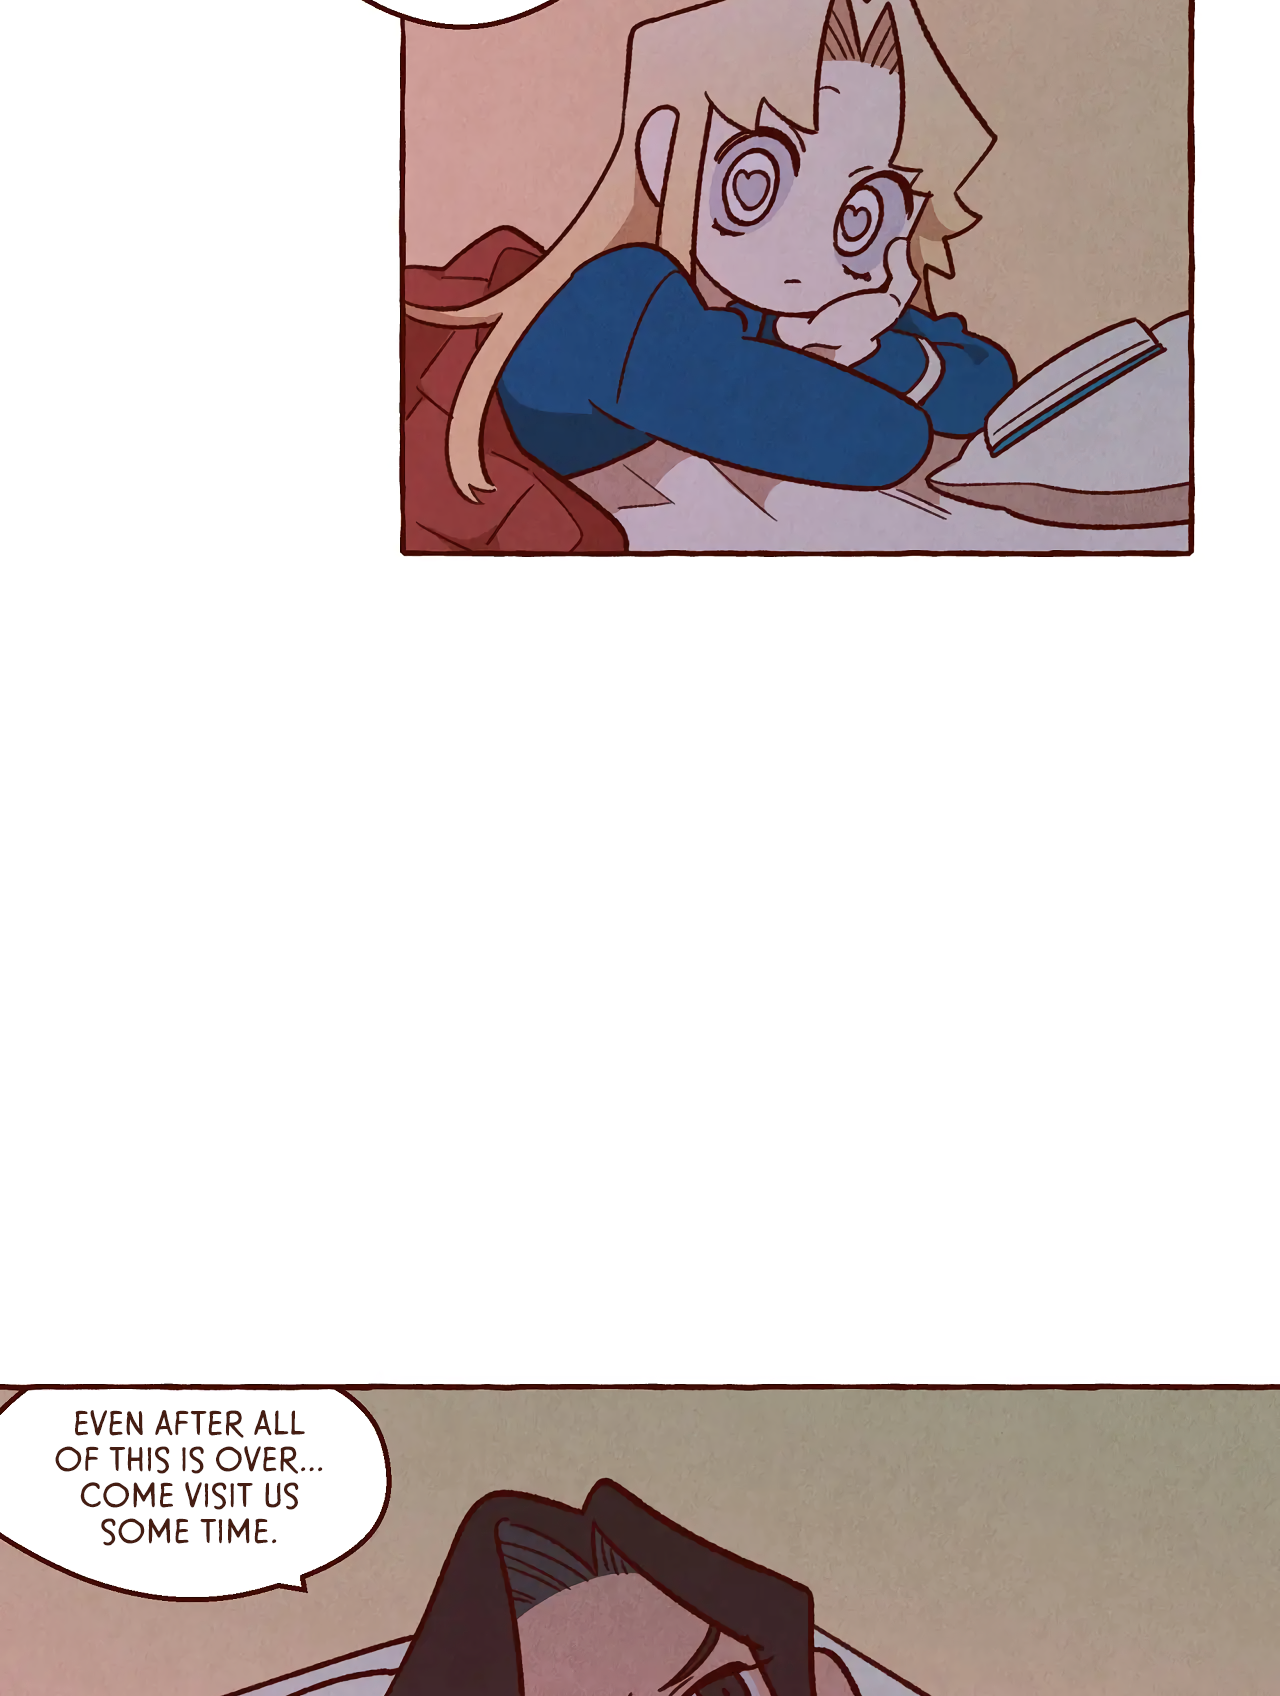 EVEN AFTER ALL
OF THIS IS OVER...
COME VISIT US
SOME TIME.